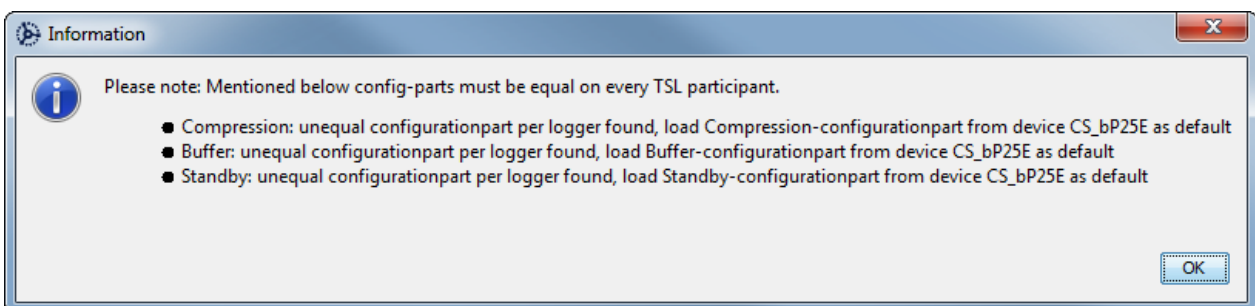 Information
Please note: Mentioned below config-parts must be equal on every TSL participant.
● Compression: unequal configurationpart per logger found, load Compression-configurationpart from device CS_bP25E as default
● Buffer: unequal configurationpart per logger found, load Buffer-configurationpart from device CS_bP25E as default
● Standby: unequal configurationpart per logger found, load Standby-configurationpart from device CS_bP25E as default
OK